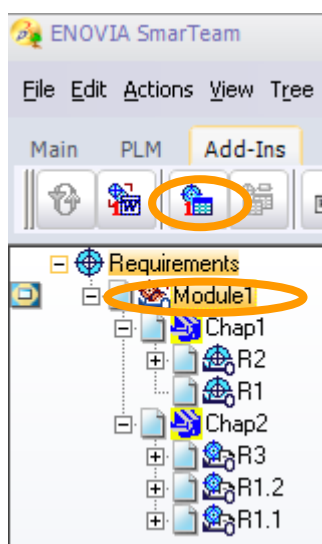 ENOVIA SmarTeam
File Edit Actions View Tree
Main PLM Add-Ins
Requirements
Module1
Chap1
R2
R1
Chap2
R3
R1.2
R1.1